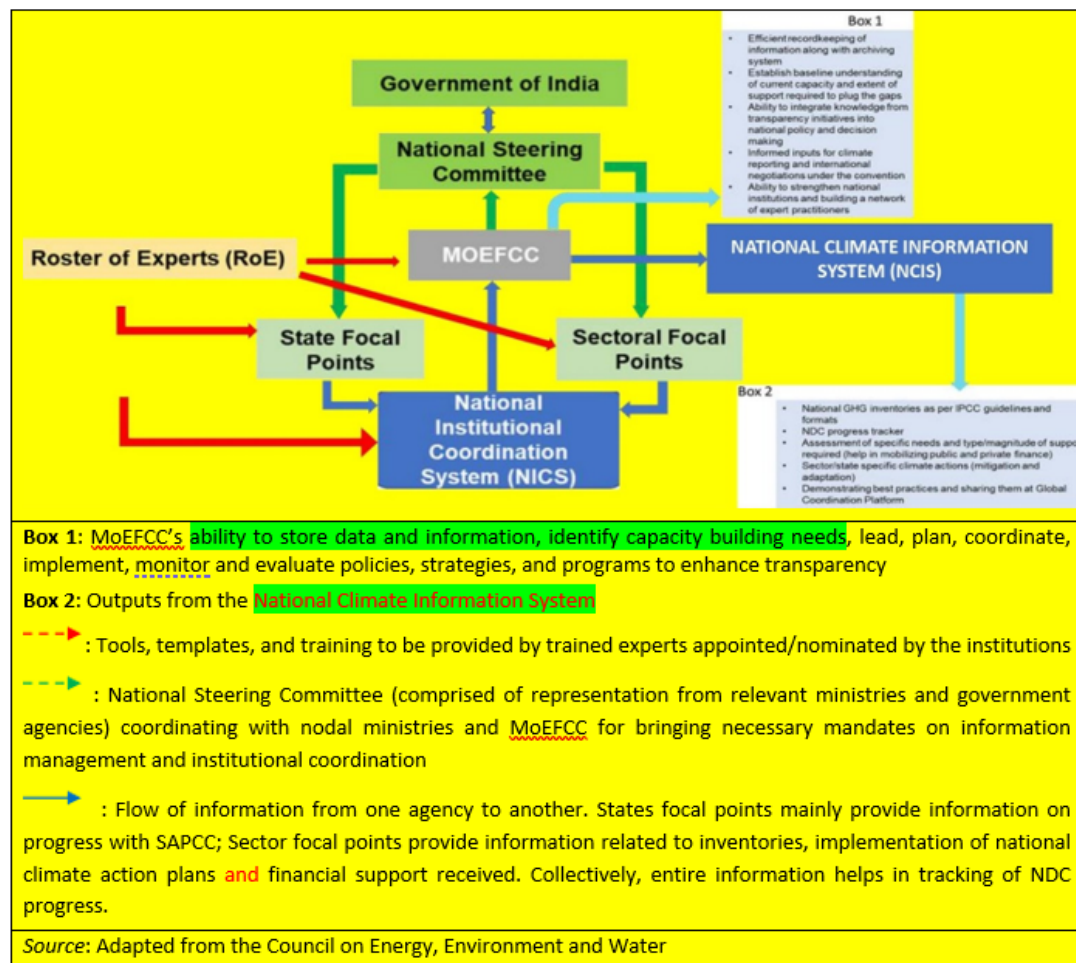 Box 1
• Efficient recordkeeping of
information along with archiving
system
• Establish baseline understanding
of current capacity and extent of
support required to plug the gaps
• Ability to integrate knowledge from
transparency initiatives into
national policy and decision
making
• Informed inputs for climate
reporting and international
negotiations under the convention
• Ability to strengthen national
institutions and building a network
of expert practitioners
Government of India
National Steering
Committee
Roster of Experts (RoE)
MOEFCC
NATIONAL CLIMATE INFORMATION
SYSTEM (NCIS)
State Focal
Points
Sectoral Focal
Points
National
Institutional
Coordination
System (NICS)
Box 2
• National GHG inventories as per IPCC guidelines and
formats
• NDC progress tracker
• Assessment of specific needs and type/magnitude of suppo
required (help in mobilizing public and private finance)
• Sector/state specific climate actions (mitigation and
adaptation)
• Demonstrating best practices and sharing them at Global
Coordination Platform
Box 1: MoEFCC's ability to store data and information, identify capacity building needs, lead, plan, coordinate,
implement, monitor and evaluate policies, strategies, and programs to enhance transparency
Box 2: Outputs from the National Climate Information System
: Tools, templates, and training to be provided by trained experts appointed/nominated by the institutions
: National Steering Committee (comprised of representation from relevant ministries and government
agencies) coordinating with nodal ministries and MoEFCC for bringing necessary mandates on information
management and institutional coordination
: Flow of information from one agency to another. States focal points mainly provide information on
progress with SAPCC; Sector focal points provide information related to inventories, implementation of national
climate action plans and financial support received. Collectively, entire information helps in tracking of NDC
progress.
Source: Adapted from the Council on Energy, Environment and Water